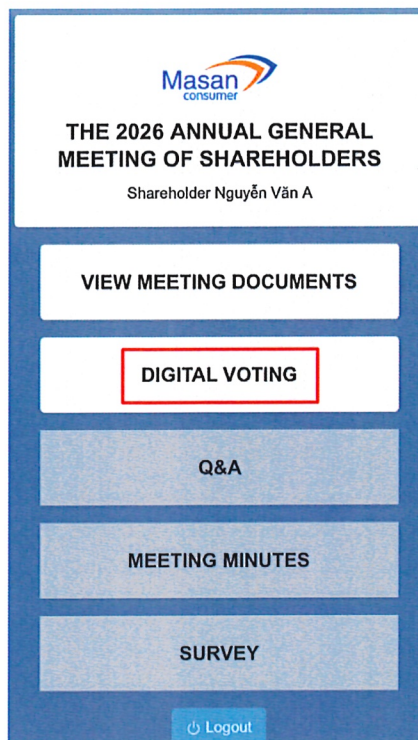 Masan
consumer
THE 2026 ANNUAL GENERAL
MEETING OF SHAREHOLDERS
Shareholder Nguyễn Văn A
VIEW MEETING DOCUMENTS
DIGITAL VOTING
Q&A
MEETING MINUTES
SURVEY
Logout